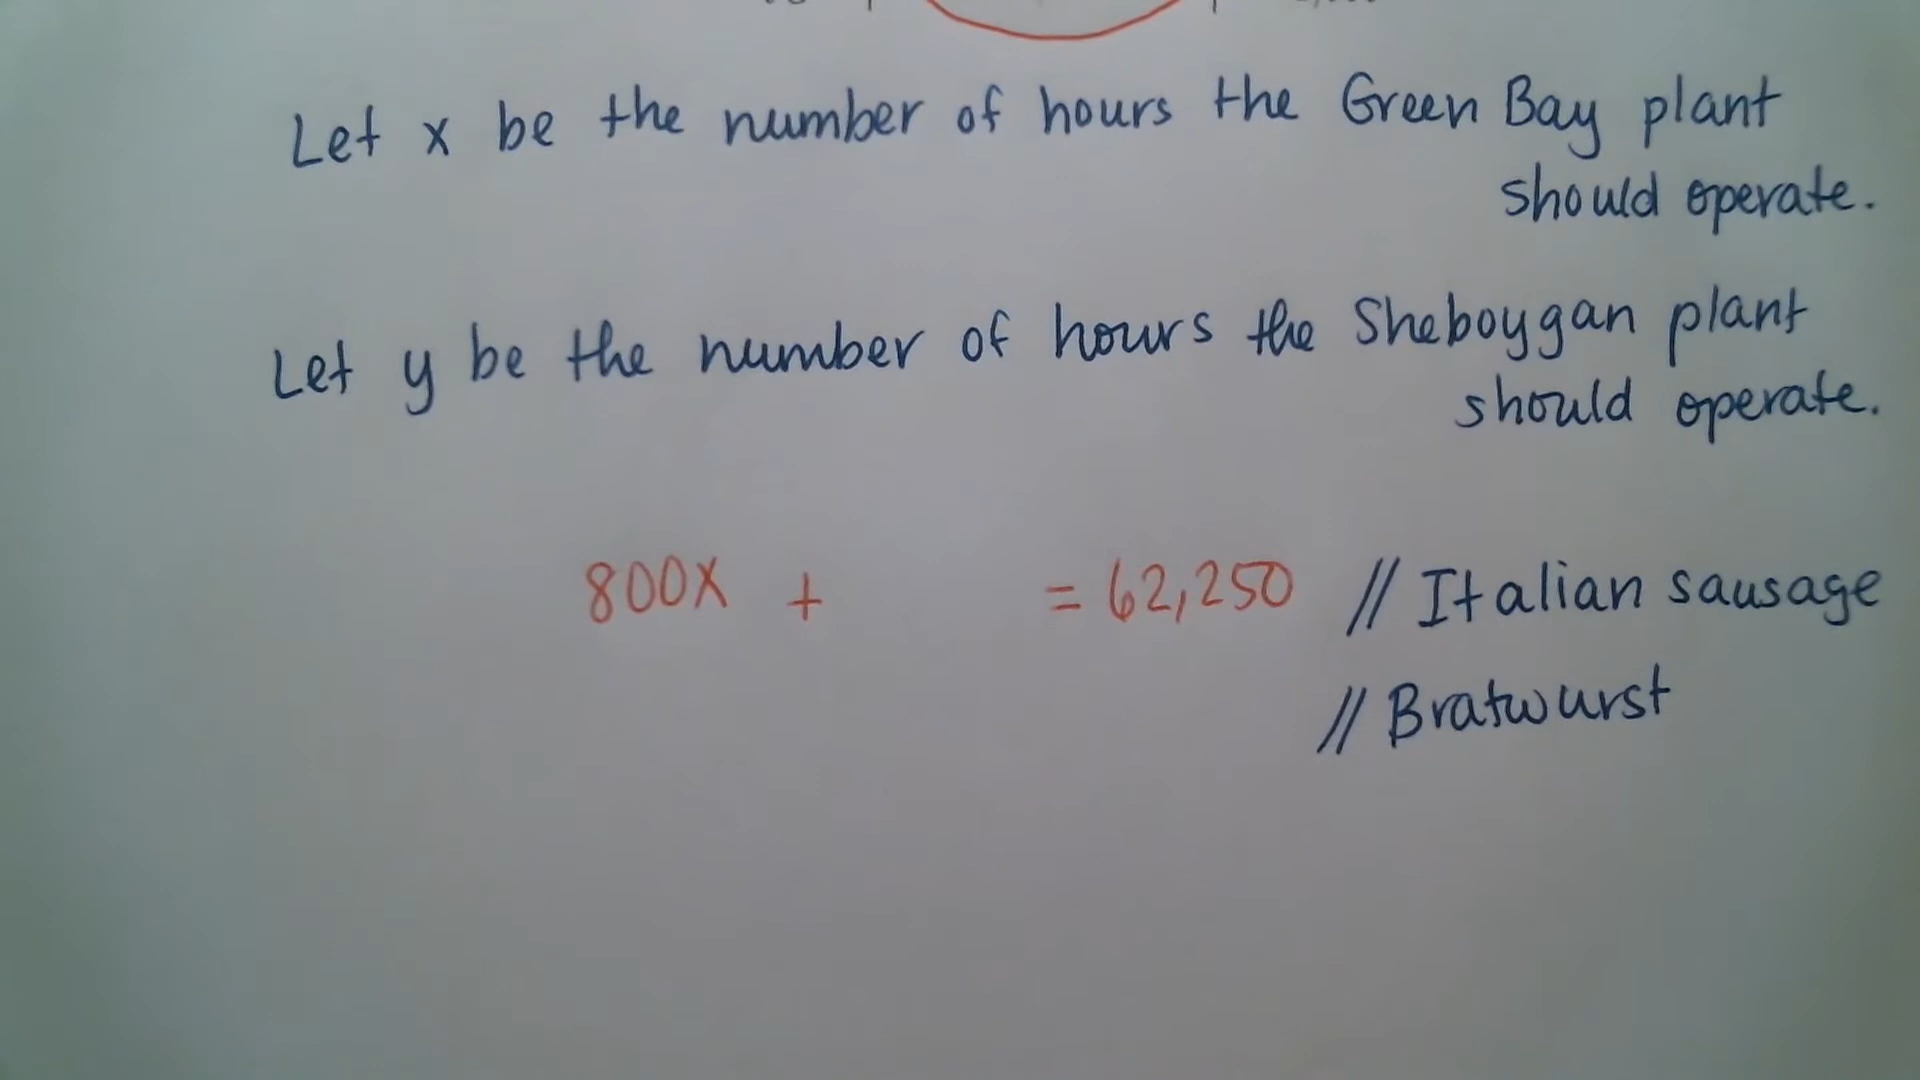 Let x be the number of hours the Green Bay plant
should operate.
Let y be the number of hours the Sheboygan plant
should operate.
800x + = 62,250 // Italian sausage
// Bratwurst